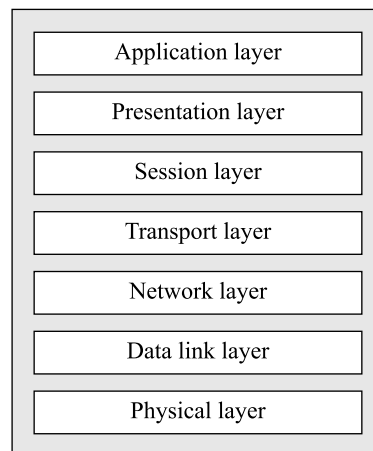 Application layer
Presentation layer
Session layer
Transport layer
Network layer
Data link layer
Physical layer